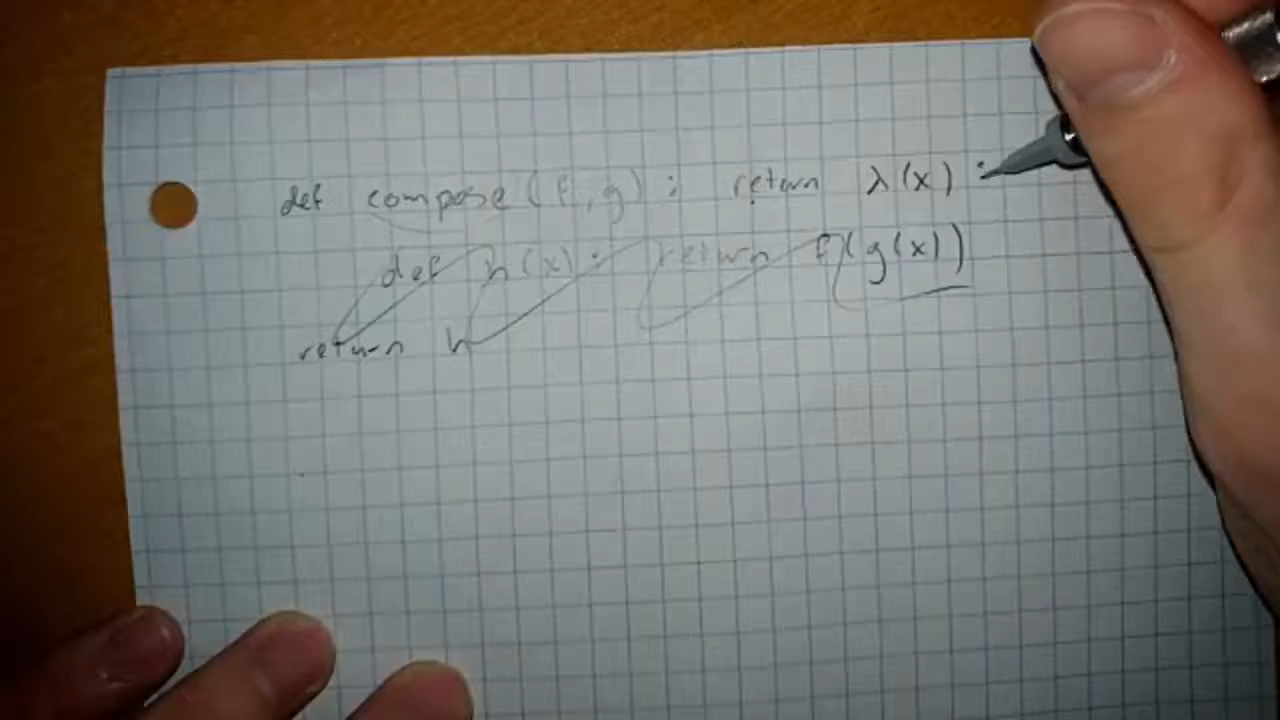 def compose(f,g): return λ(x):
def h(x): return f(g(x))
return h